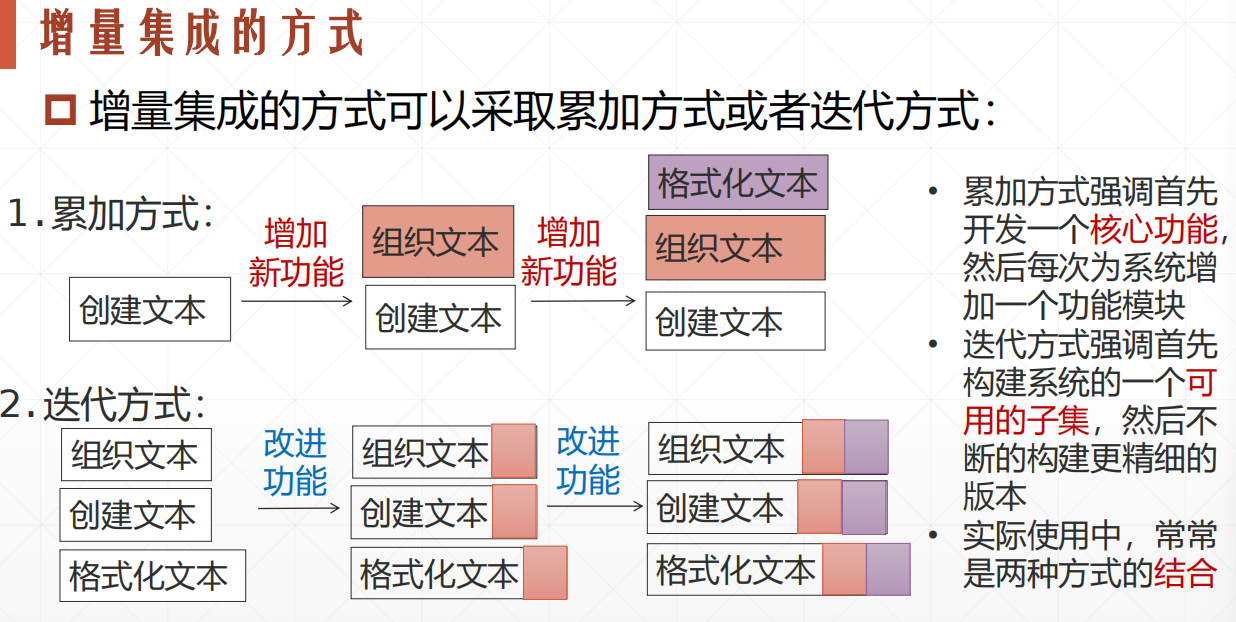 增量集成的方式
增量集成的方式可以采取累加方式或者迭代方式：
1.累加方式：
创建文本
增加
新功能
组织文本
创建文本
增加
新功能
格式化文本
组织文本
创建文本
2.迭代方式：
组织文本
创建文本
格式化文本
改进
功能
组织文本
创建文本
格式化文本
改进
功能
组织文本
创建文本
格式化文本
• 累加方式强调首先
开发一个核心功能，
然后每次为系统增
加一个功能模块
• 迭代方式强调首先
构建系统的一个可
用的子集，然后不
断的构建更精细的
版本
• 实际使用中，常常
是两种方式的结合